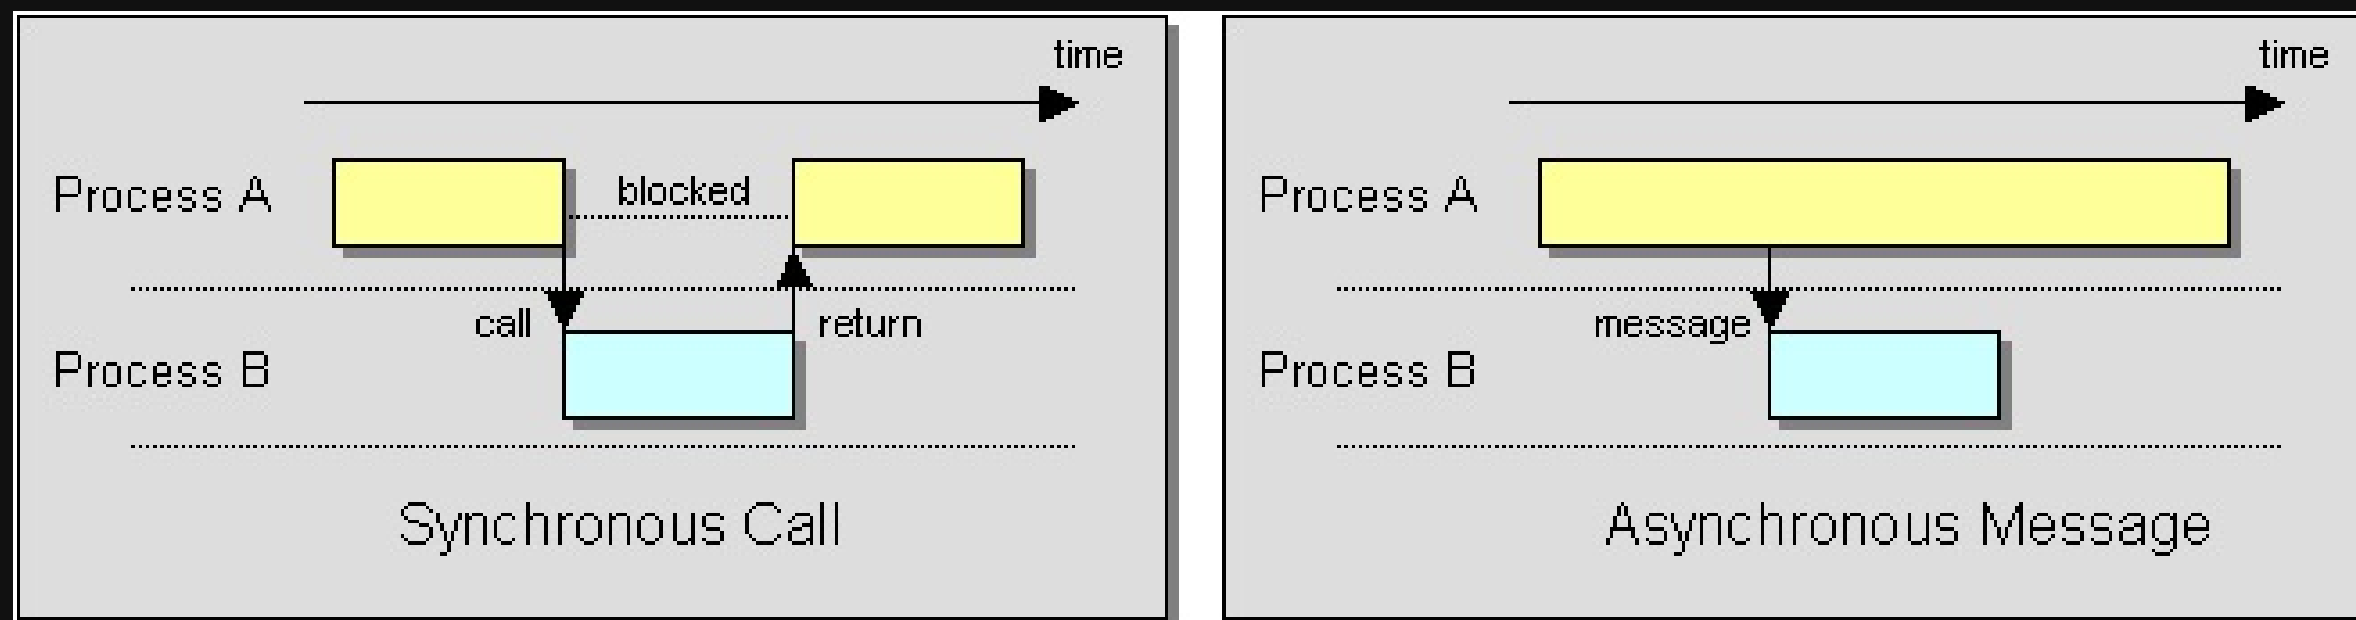 time
Process A
blocked
call
return
Process B
Synchronous Call
time
Process A
message
Process B
Asynchronous Message